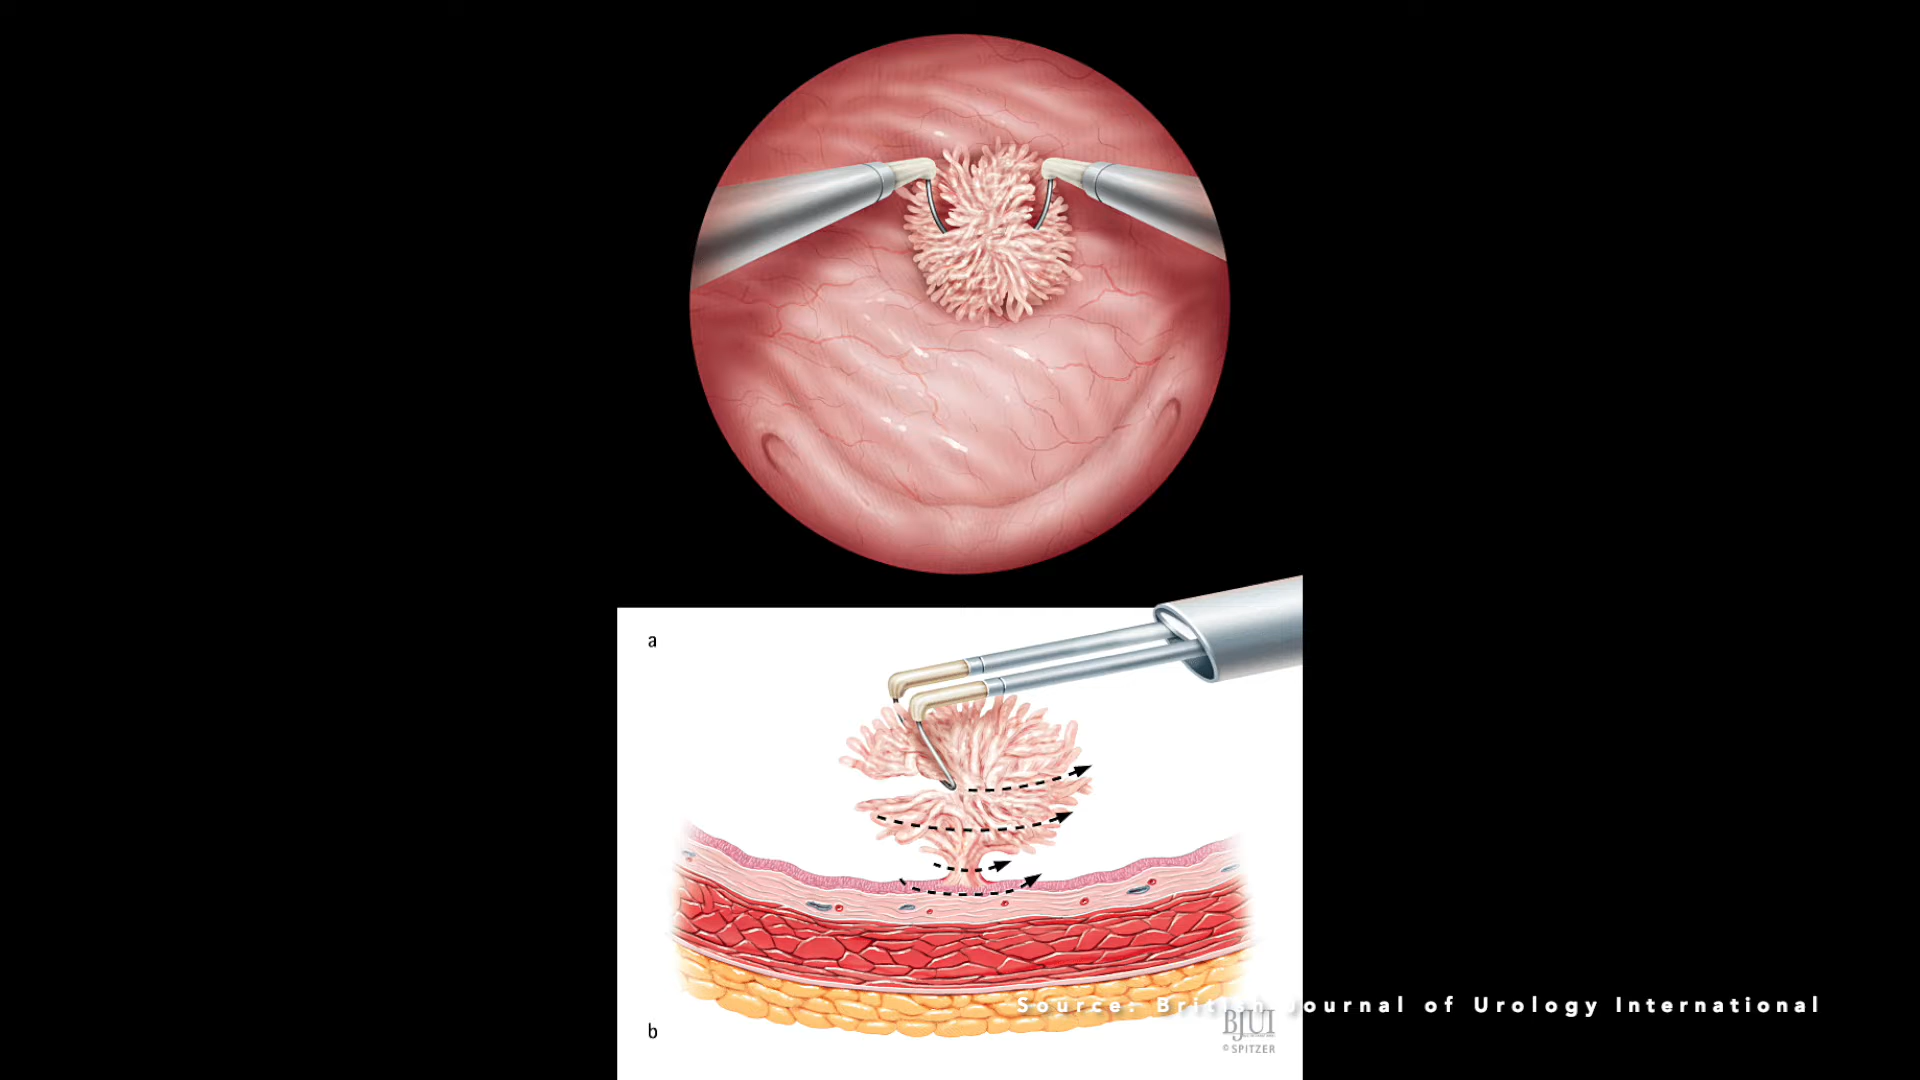 a
Source: British Journal of Urology International
BJUI
© SPITZER
b